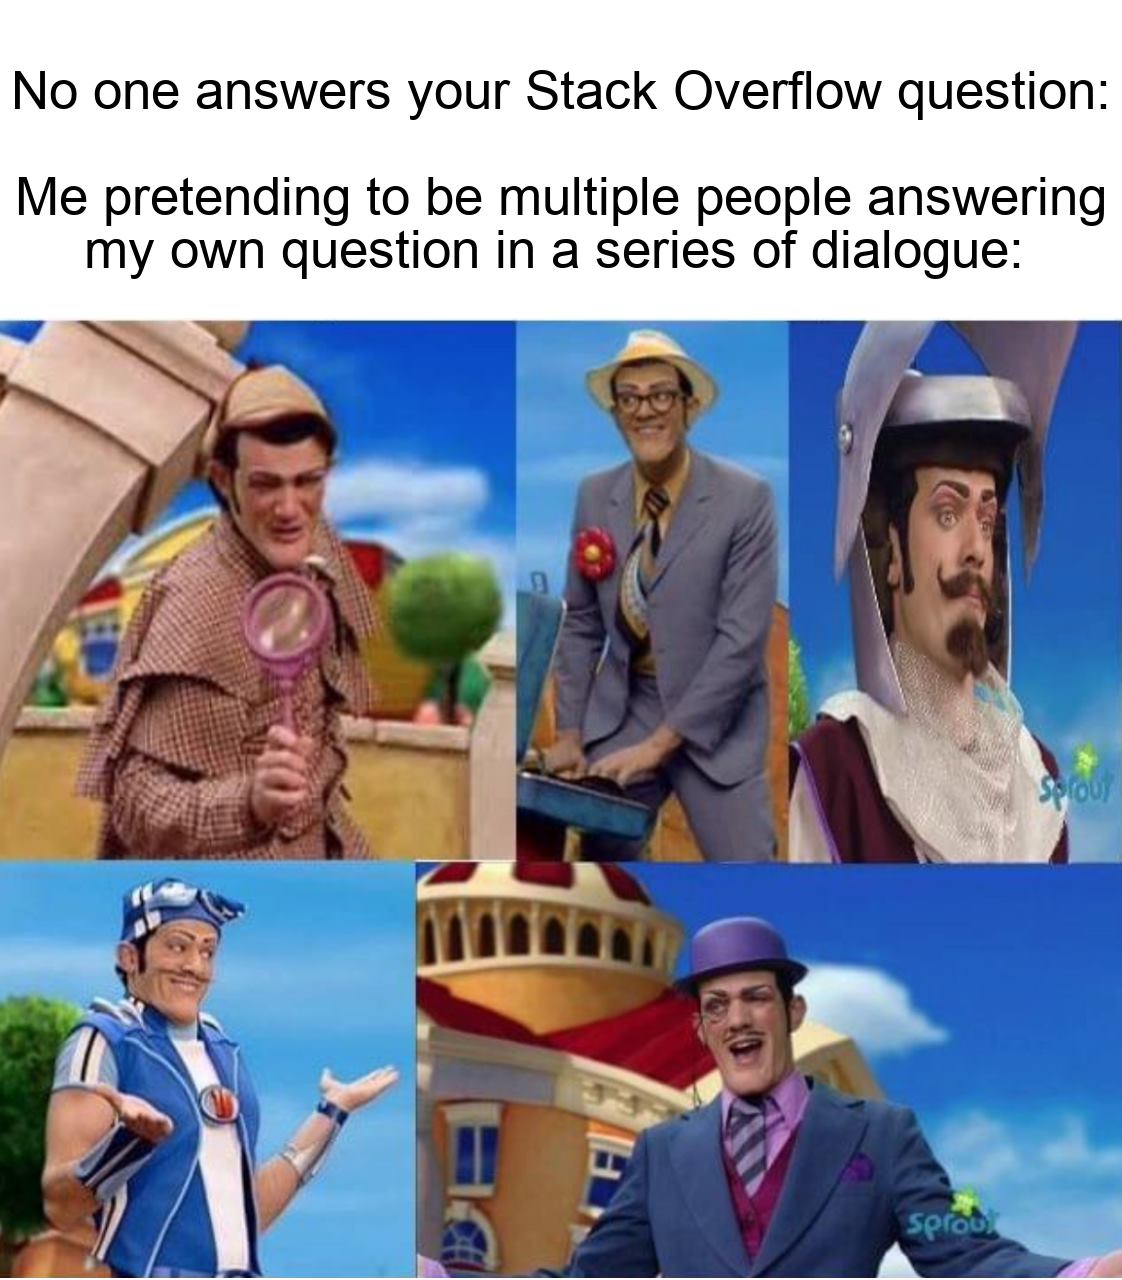 No one answers your Stack Overflow question:
Me pretending to be multiple people answering
my own question in a series of dialogue:
Sprout
Sprout